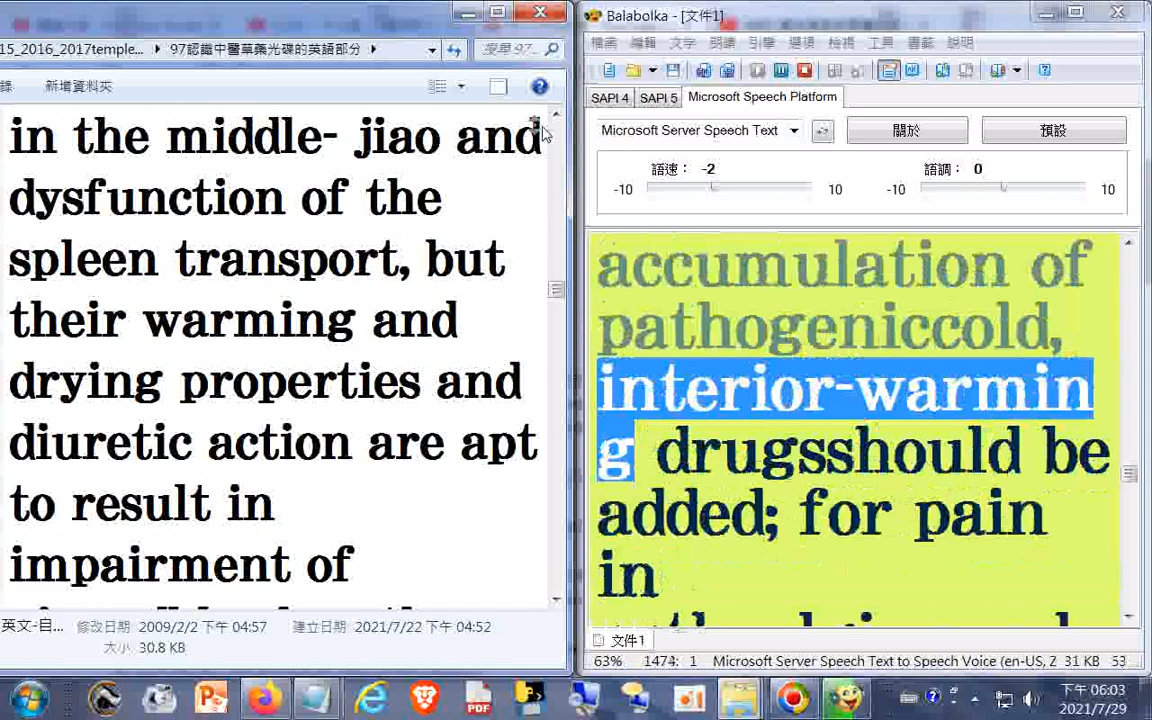 15_2016_2017temple...
97認識中醫草藥光碟的英語部分
搜尋 97...
錄
新增資料夾
in the middle- jiao and
dysfunction of the
spleen transport, but
their warming and
drying properties and
diuretic action are apt
to result in
impairment of
英文-自...
修改日期: 2009/2/2 下午 04:57
建立日期: 2021/7/22 下午 04:52
大小: 30.8 KB
Balabolka - [文件1]
檔案 編輯 文字 朗讀 引擎 選項 檢視 工具 書籤 說明
SAPI 4 SAPI 5 Microsoft Speech Platform
Microsoft Server Speech Text
關於
預設
語速： -2
語調： 0
-10 10 -10 10
accumulation of
pathogeniccold,
interior-warmin
g drugsshould be
added; for pain
in
文件1
63% 1474: 1 Microsoft Server Speech Text to Speech Voice (en-US, Z 31 KB 53
PDF
下午 06:03
2021/7/29